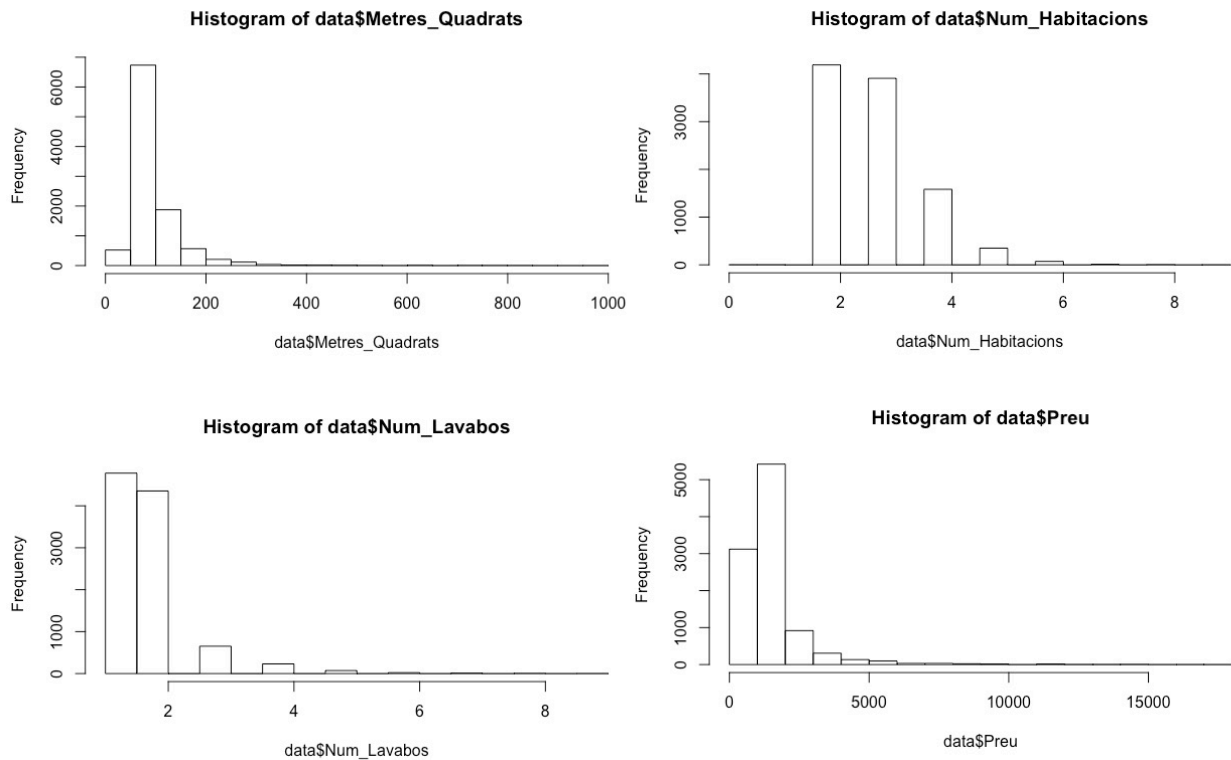 Histogram of data$Metres_Quadrats
Frequency
0 2000 4000 6000
0 200 400 600 800 1000
data$Metres_Quadrats
Histogram of data$Num_Habitacions
Frequency
0 1000 3000
0 2 4 6 8
data$Num_Habitacions
Histogram of data$Num_Lavabos
Frequency
0 1000 3000
2 4 6 8
data$Num_Lavabos
Histogram of data$Preu
Frequency
0 1000 3000 5000
0 5000 10000 15000
data$Preu